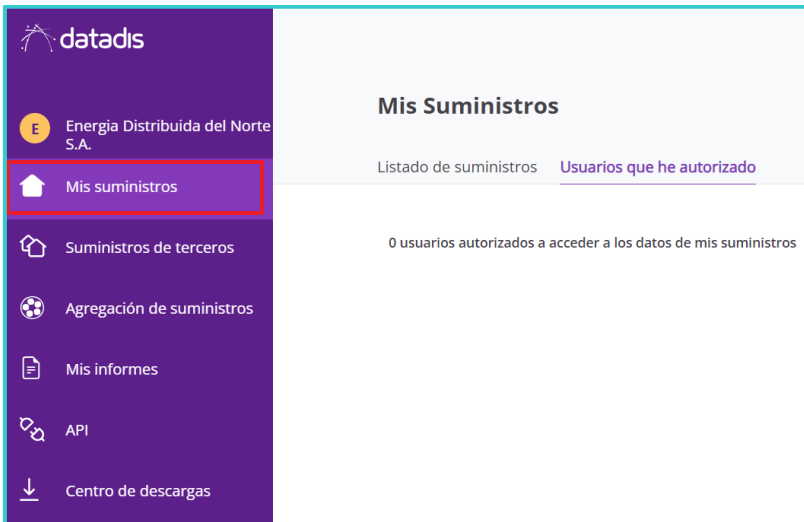 datadis
E
Energia Distribuida del Norte
S.A.
Mis suministros
Suministros de terceros
Agregación de suministros
Mis informes
API
Centro de descargas
Mis Suministros
Listado de suministros Usuarios que he autorizado
0 usuarios autorizados a acceder a los datos de mis suministros